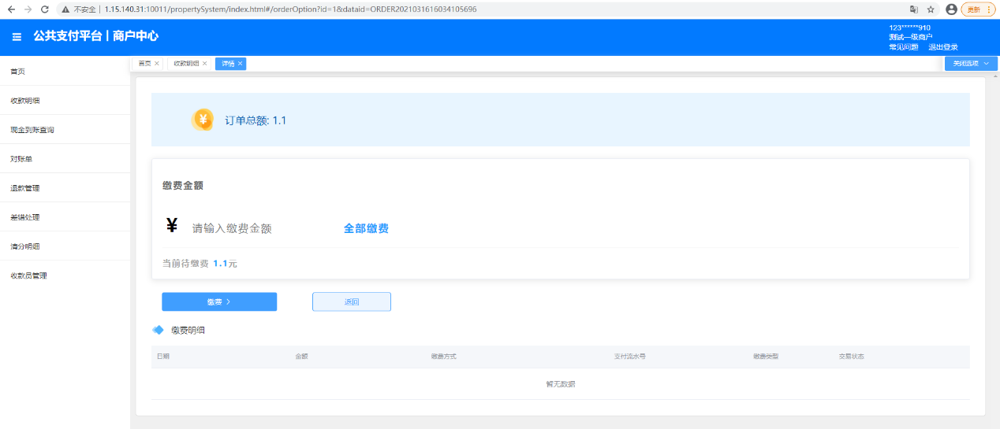 不安全 1.15.140.31:10011/propertySystem/index.html#/orderOption?id=1&dataid=ORDER2021031616034105696
更新
公共支付平台 | 商户中心
123******910
测试一级商户
常见问题 退出登录
首页
收款明细
现金到账查询
对账单
退款管理
差错处理
清分明细
收款员管理
首页 × 收款明细 × 详情 ×
关闭选项
订单总额: 1.1
缴费金额
¥ 请输入缴费金额 全部缴费
当前待缴费 1.1元
缴费 返回
缴费明细
日期 金额 缴费方式 支付流水号 缴费类型 交易状态
暂无数据